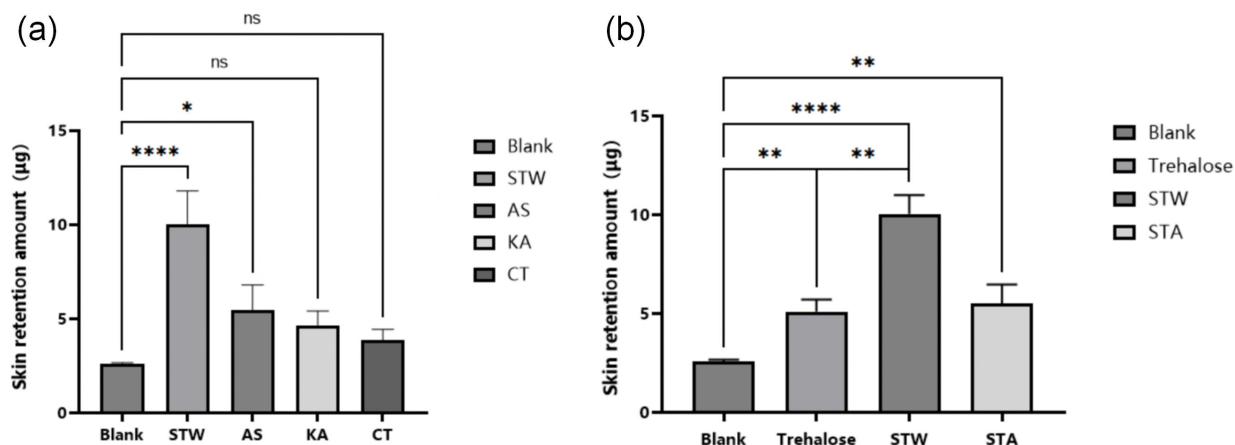 (a)
ns
ns
*
****
Skin retention amount (μg)
15
10
5
0
Blank STW AS KA CT
Blank
STW
AS
KA
CT
(b)
**
****
** **
Skin retention amount (μg)
15
10
5
0
Blank Trehalose STW STA
Blank
Trehalose
STW
STA